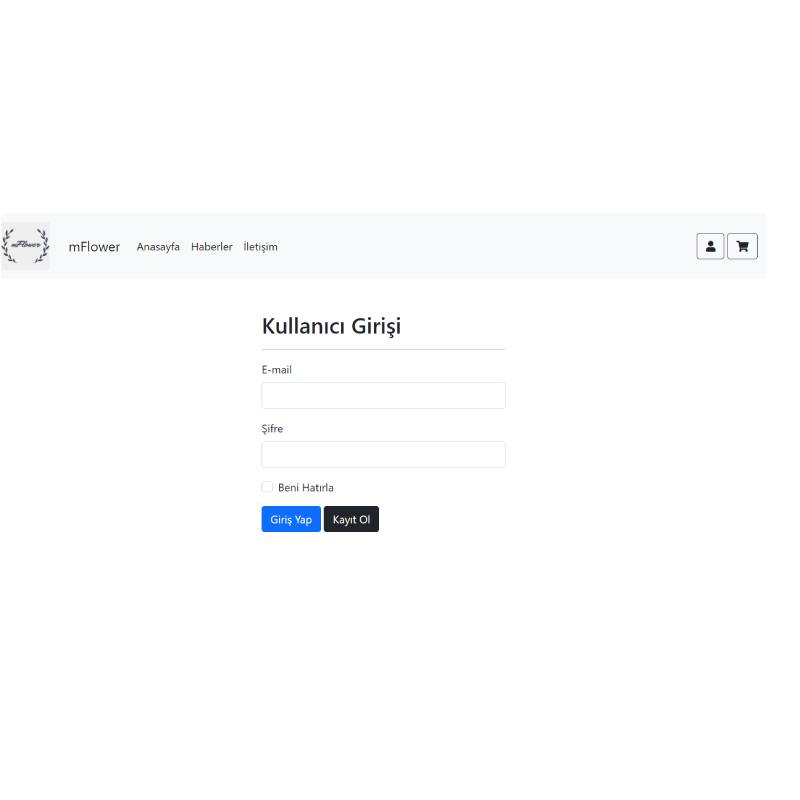 mFlower
mFlower Anasayfa Haberler İletişim
Kullanıcı Girişi
E-mail
Şifre
Beni Hatırla
Giriş Yap Kayıt Ol